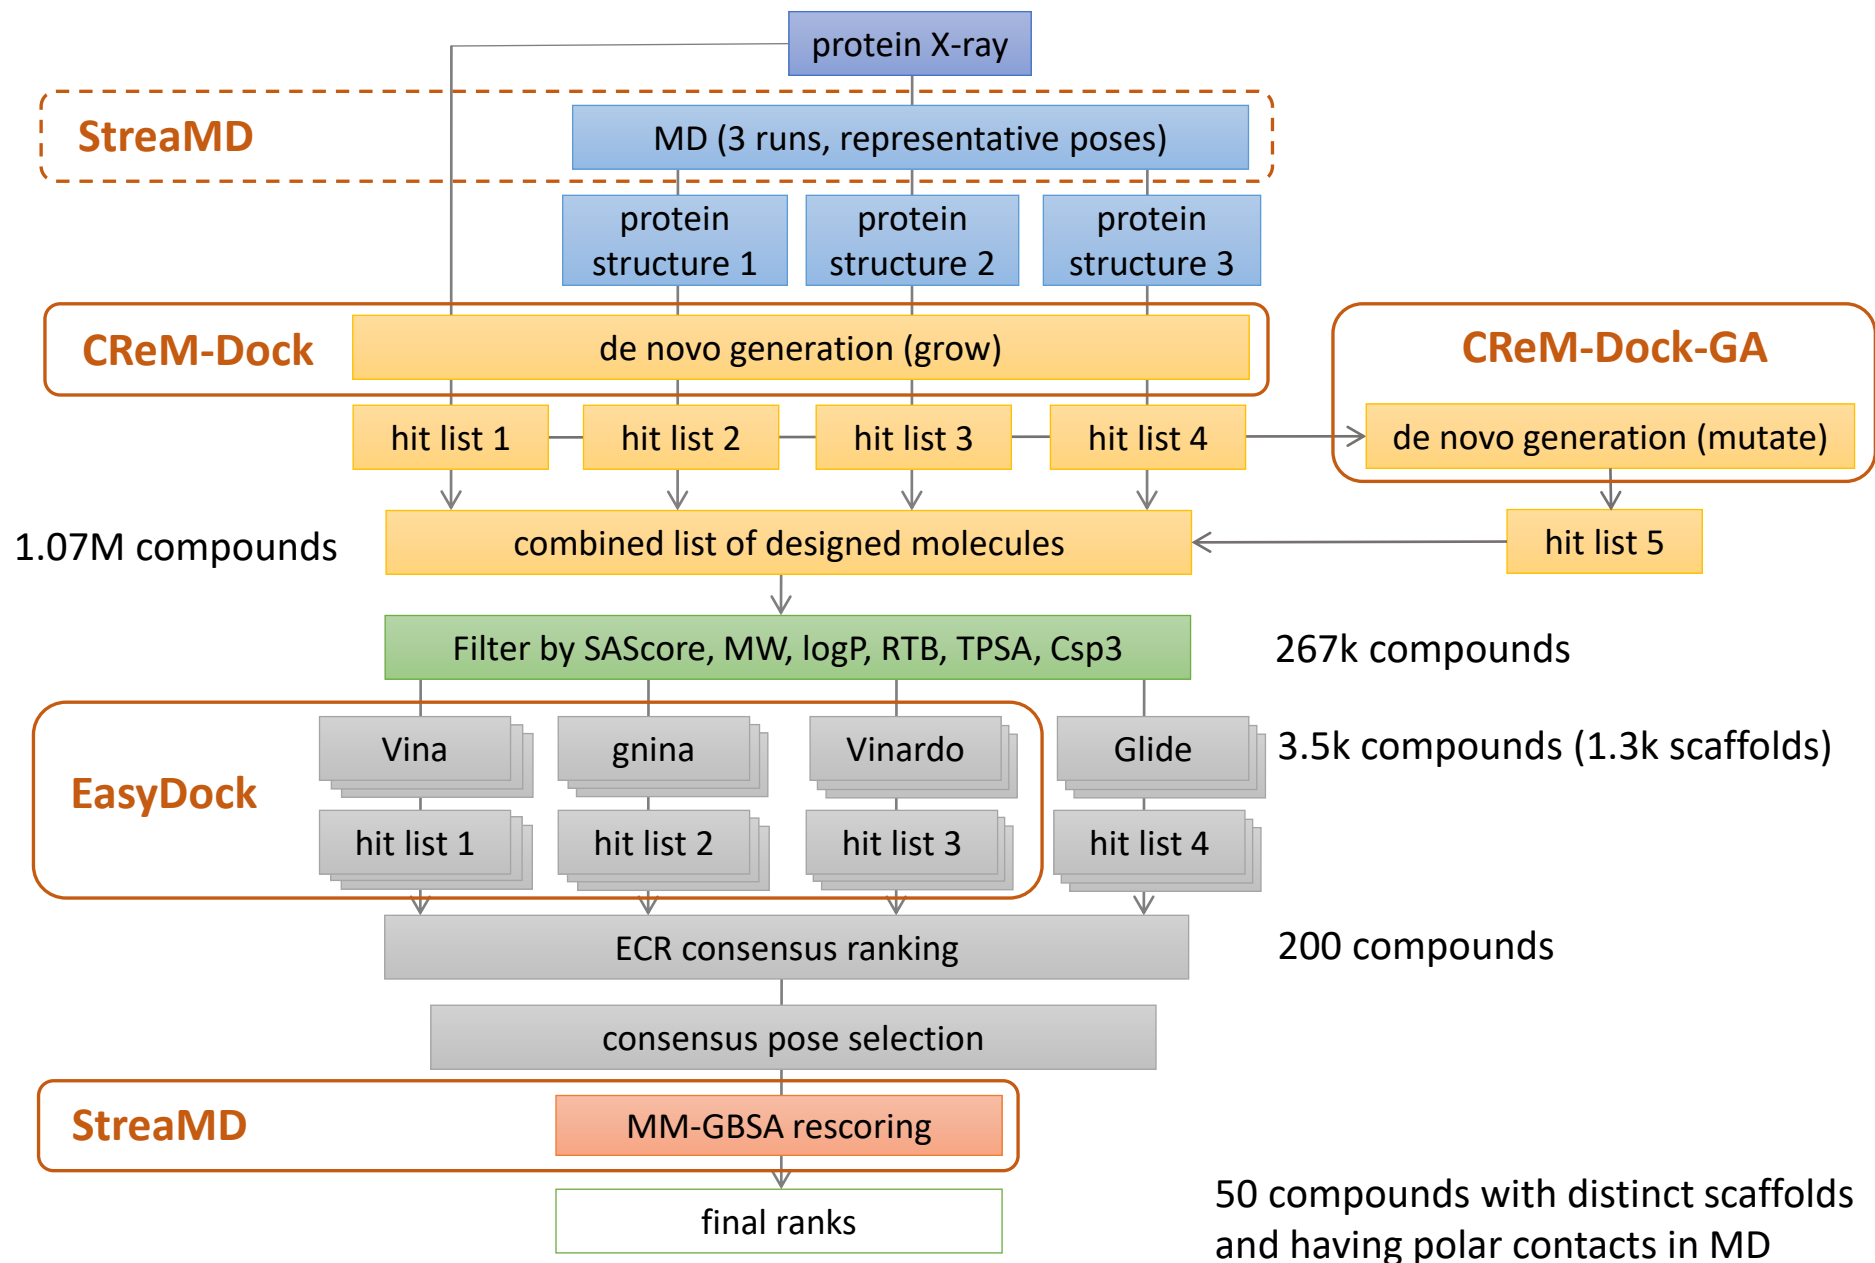 protein X-ray
StreaMD
MD (3 runs, representative poses)
protein
structure 1
protein
structure 2
protein
structure 3
CReM-Dock
de novo generation (grow)
CReM-Dock-GA
hit list 1
hit list 2
hit list 3
hit list 4
de novo generation (mutate)
1.07M compounds
combined list of designed molecules
hit list 5
Filter by SAScore, MW, logP, RTB, TPSA, Csp3
267k compounds
EasyDock
Vina
gnina
Vinardo
Glide
3.5k compounds (1.3k scaffolds)
hit list 1
hit list 2
hit list 3
hit list 4
ECR consensus ranking
200 compounds
consensus pose selection
StreaMD
MM-GBSA rescoring
final ranks
50 compounds with distinct scaffolds
and having polar contacts in MD